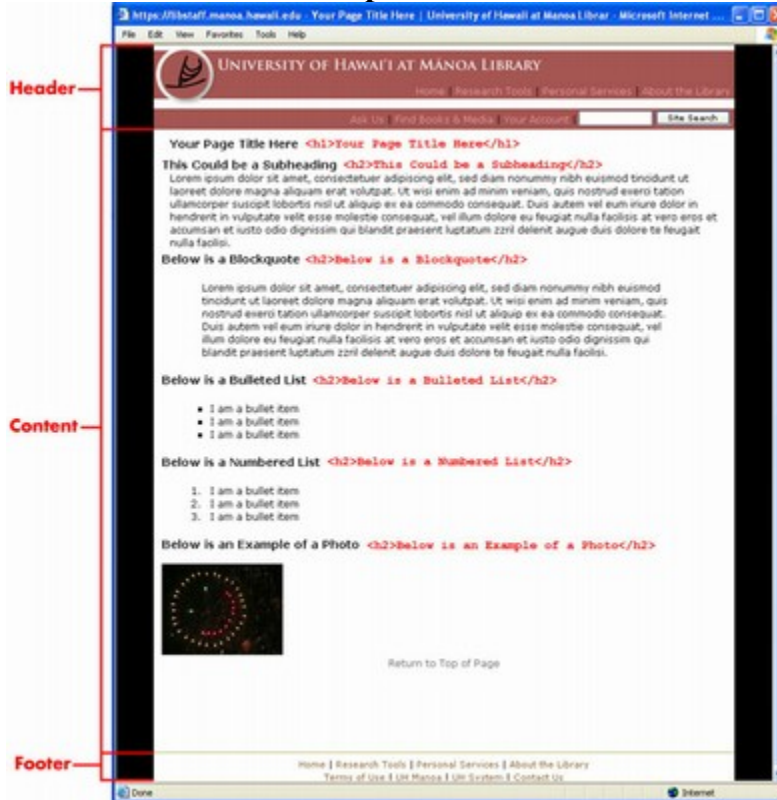 https://libstaff.manoa.hawaii.edu - Your Page Title Here | University of Hawaii at Manoa Librar - Microsoft Internet ...
File Edit View Favorites Tools Help
Header
UNIVERSITY OF HAWAI'I AT MĀNOA LIBRARY
Home | Research Tools | Personal Services | About the Library
Ask Us | Find Books & Media | Your Account | Site Search
Your Page Title Here <h1>Your Page Title Here</h1>
This Could be a Subheading <h2>This Could be a Subheading</h2>
Lorem ipsum dolor sit amet, consectetuer adipiscing elit, sed diam nonummy nibh euismod tincidunt ut
laoreet dolore magna aliquam erat volutpat. Ut wisi enim ad minim veniam, quis nostrud exerci tation
ullamcorper suscipit lobortis nisl ut aliquip ex ea commodo consequat. Duis autem vel eum iriure dolor in
hendrerit in vulputate velit esse molestie consequat, vel illum dolore eu feugiat nulla facilisis at vero eros et
accumsan et iusto odio dignissim qui blandit praesent luptatum zzril delenit augue duis dolore te feugait
nulla facilisi.
Below is a Blockquote <h2>Below is a Blockquote</h2>
Lorem ipsum dolor sit amet, consectetuer adipiscing elit, sed diam nonummy nibh euismod
tincidunt ut laoreet dolore magna aliquam erat volutpat. Ut wisi enim ad minim veniam, quis
nostrud exerci tation ullamcorper suscipit lobortis nisl ut aliquip ex ea commodo consequat.
Duis autem vel eum iriure dolor in hendrerit in vulputate velit esse molestie consequat, vel
illum dolore eu feugiat nulla facilisis at vero eros et accumsan et iusto odio dignissim qui
blandit praesent luptatum zzril delenit augue duis dolore te feugait nulla facilisi.
Below is a Bulleted List <h2>Below is a Bulleted List</h2>
▪ I am a bullet item
▪ I am a bullet item
▪ I am a bullet item
Content
Below is a Numbered List <h2>Below is a Numbered List</h2>
1. I am a bullet item
2. I am a bullet item
3. I am a bullet item
Below is an Example of a Photo <h2>Below is an Example of a Photo</h2>
Return to Top of Page
Footer
Home | Research Tools | Personal Services | About the Library
Terms of Use | UH Manoa | UH System | Contact Us
Done Internet